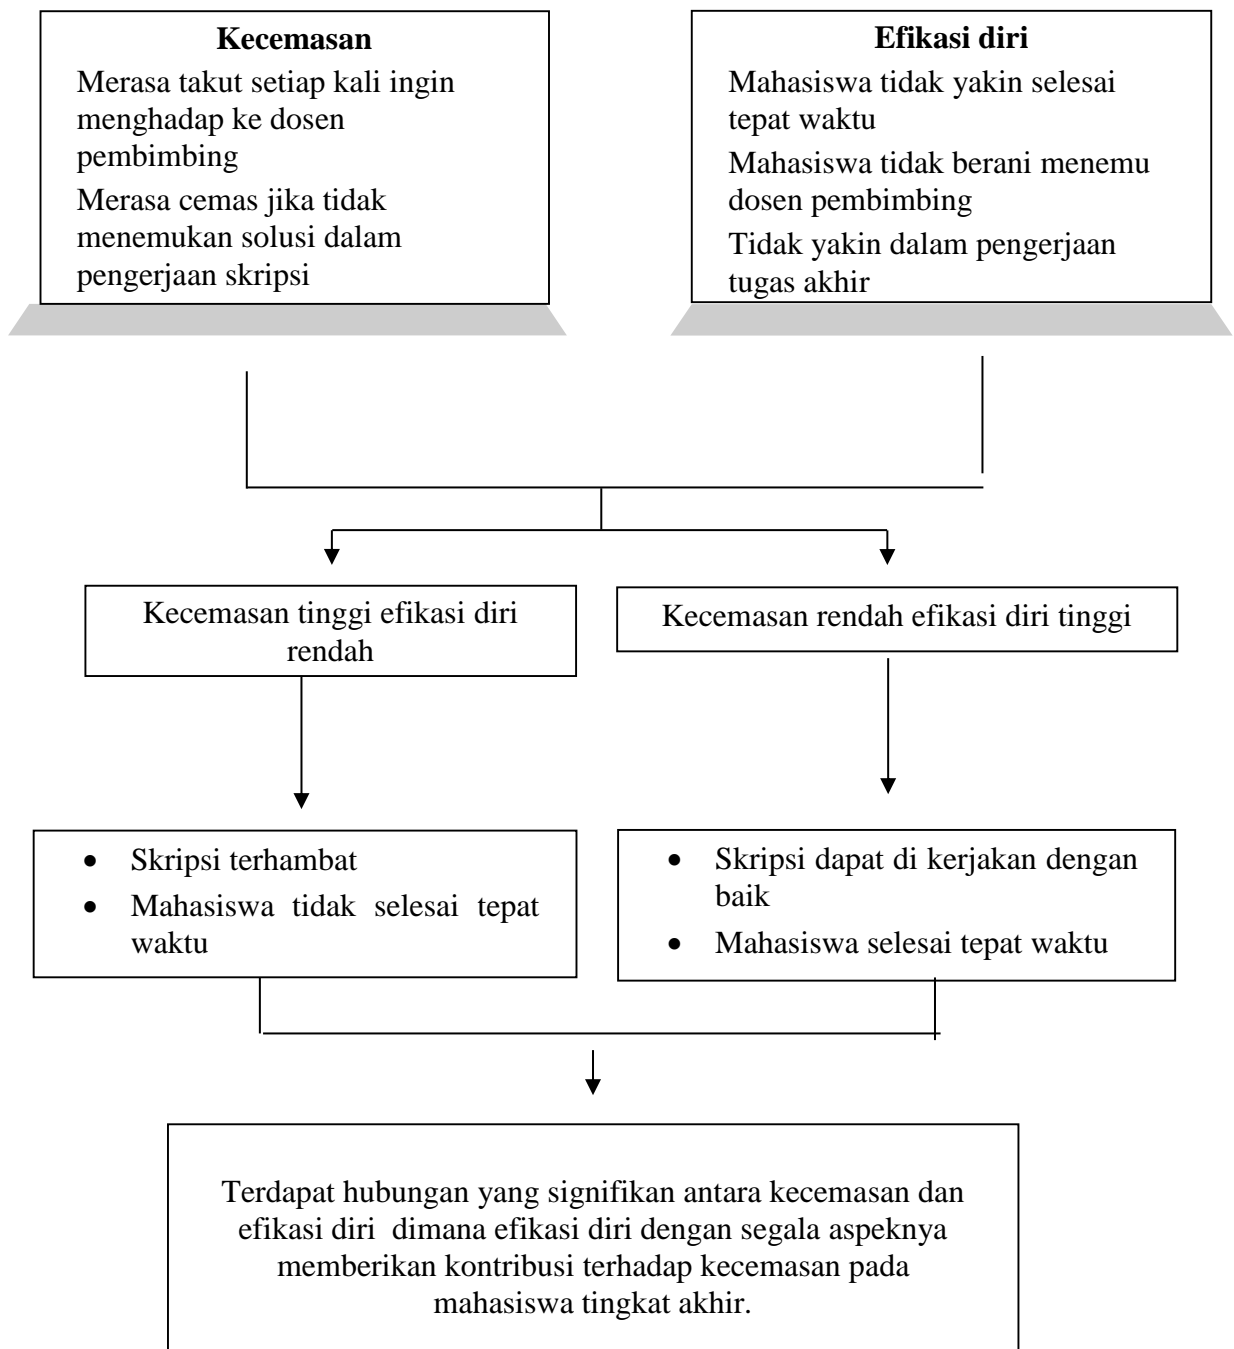 Kecemasan
Merasa takut setiap kali ingin
menghadap ke dosen
pembimbing
Merasa cemas jika tidak
menemukan solusi dalam
pengerjaan skripsi
Efikasi diri
Mahasiswa tidak yakin selesai
tepat waktu
Mahasiswa tidak berani menemu
dosen pembimbing
Tidak yakin dalam pengerjaan
tugas akhir
Kecemasan tinggi efikasi diri
rendah
Kecemasan rendah efikasi diri tinggi
• Skripsi terhambat
• Mahasiswa tidak selesai tepat
waktu
• Skripsi dapat di kerjakan dengan
baik
• Mahasiswa selesai tepat waktu
Terdapat hubungan yang signifikan antara kecemasan dan
efikasi diri dimana efikasi diri dengan segala aspeknya
memberikan kontribusi terhadap kecemasan pada
mahasiswa tingkat akhir.